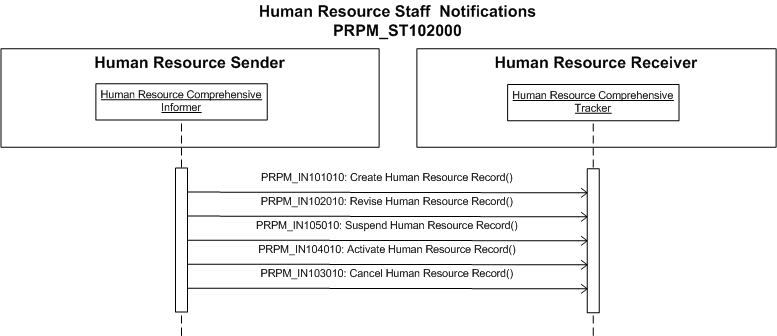 Human Resource Staff  Notifications
PRPM_ST102000
Human Resource Sender
Human Resource Receiver
Human Resource Comprehensive
Informer
Human Resource Comprehensive
Tracker
PRPM_IN101010: Create Human Resource Record()
PRPM_IN102010: Revise Human Resource Record()
PRPM_IN105010: Suspend Human Resource Record()
PRPM_IN104010: Activate Human Resource Record()
PRPM_IN103010: Cancel Human Resource Record()